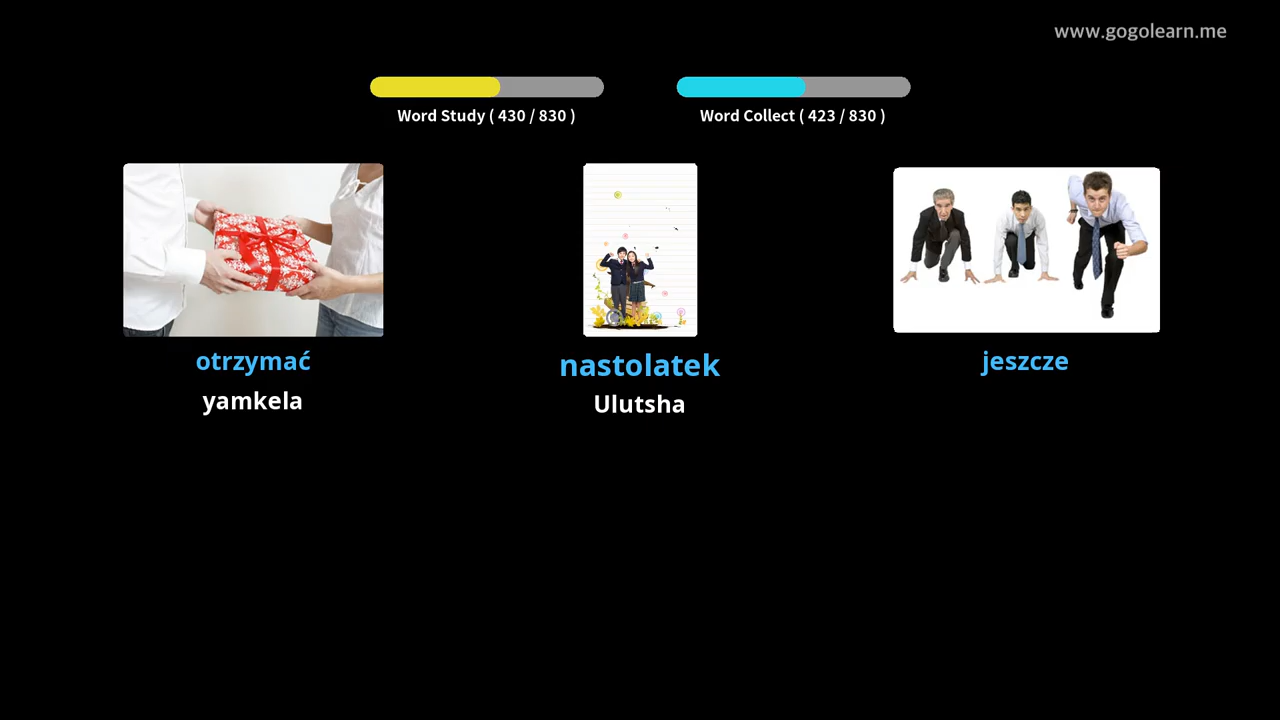 www.gogolearn.me
Word Study ( 430 / 830 )
Word Collect ( 423 / 830 )
otrzymać
nastolatek
jeszcze
yamkela
Ulutsha